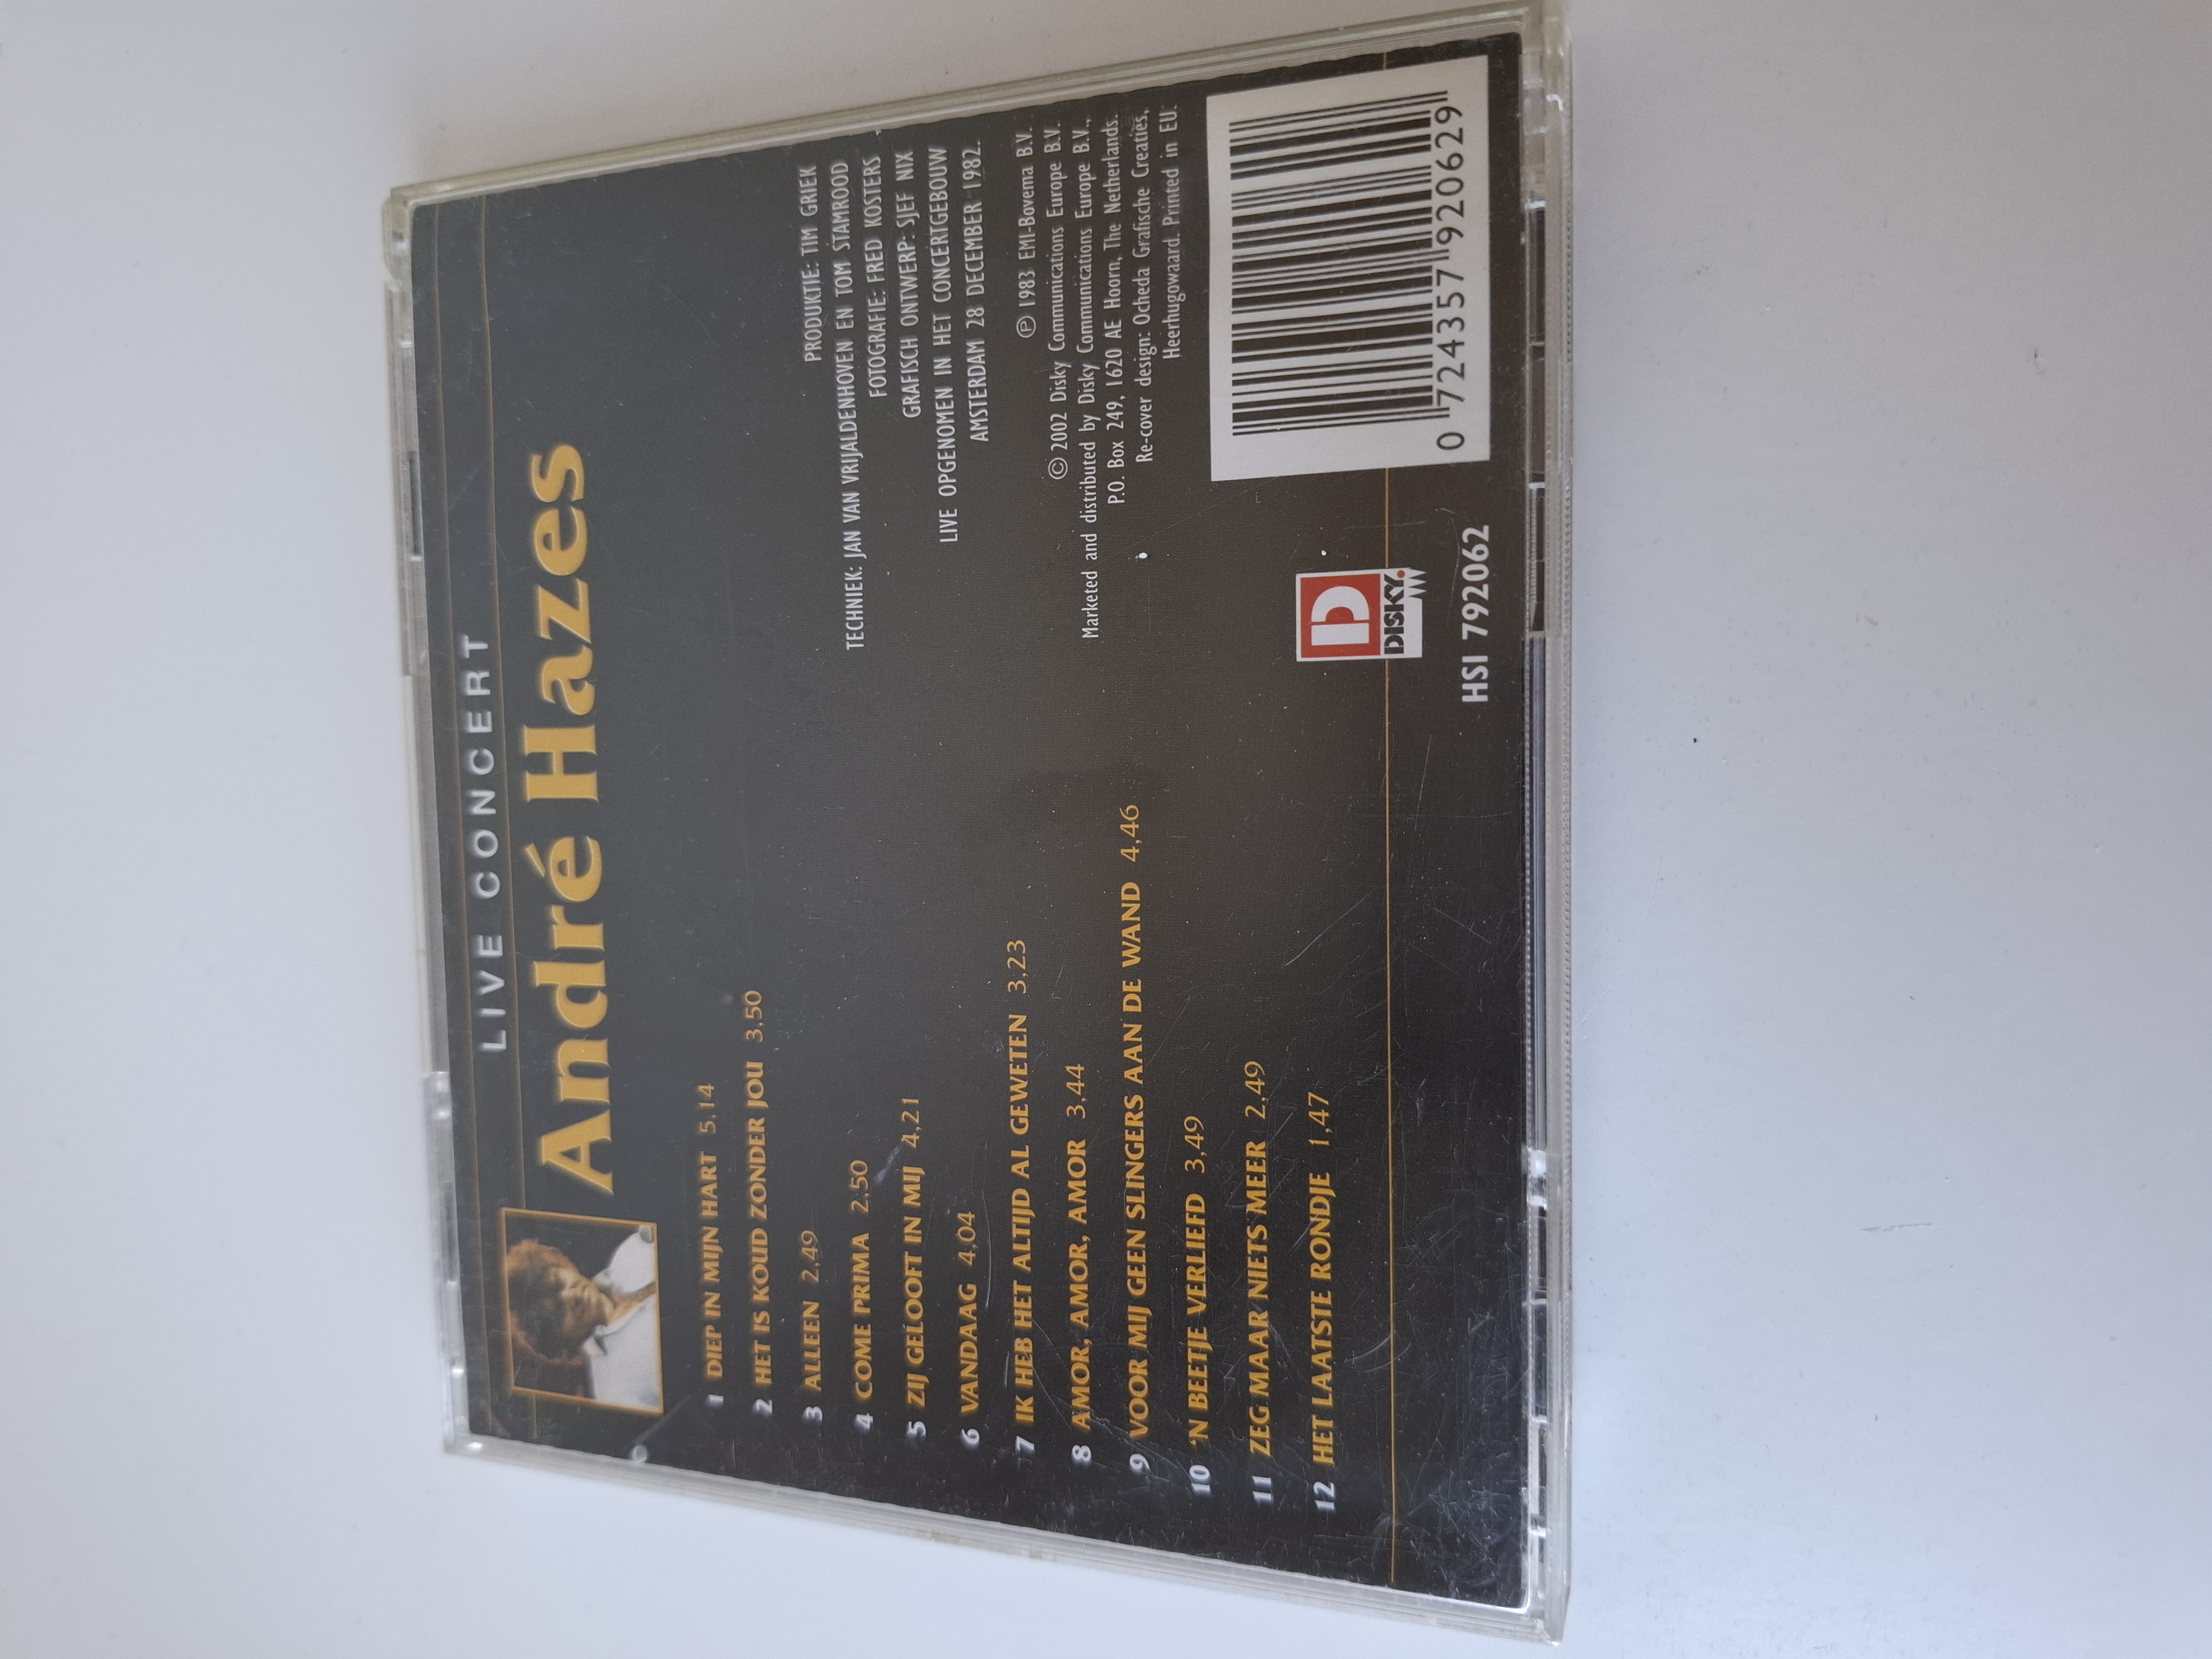 LIVE CONCERT
André Hazes
1 DIEP IN MIJN HART 5,14
2 HET IS KOUD ZONDER JOU 3,50
3 ALLEEN 2,49
4 COME PRIMA 2,50
5 ZIJ GELOOFT IN MIJ 4,21
6 VANDAAG 4,04
7 IK HEB HET ALTIJD AL GEWETEN 3,23
8 AMOR, AMOR, AMOR 3,44
9 VOOR MIJ GEEN SLINGERS AAN DE WAND 4,46
10 'N BEETJE VERLIEFD 3,49
11 ZEG MAAR NIETS MEER 2,49
12 HET LAATSTE RONDJE 1,47
PRODUKTIE: TIM GRIEK
TECHNIEK: JAN VAN VRIJALDENHOVEN EN TOM STAMROOD
FOTOGRAFIE: FRED KOSTERS
GRAFISCH ONTWERP: SJEF NIX
LIVE OPGENOMEN IN HET CONCERTGEBOUW
AMSTERDAM 28 DECEMBER 1982.
℗ 1983 EMI-Bovema B.V.
© 2002 Disky Communications Europe B.V.
Marketed and distributed by Disky Communications Europe B.V.,
P.O. Box 249, 1620 AE Hoorn, The Netherlands.
Re-cover design: Ocheda Grafische Creaties,
Heerhugowaard. Printed in EU.
D
DISKY.
HSI 792062
0 724357 920629